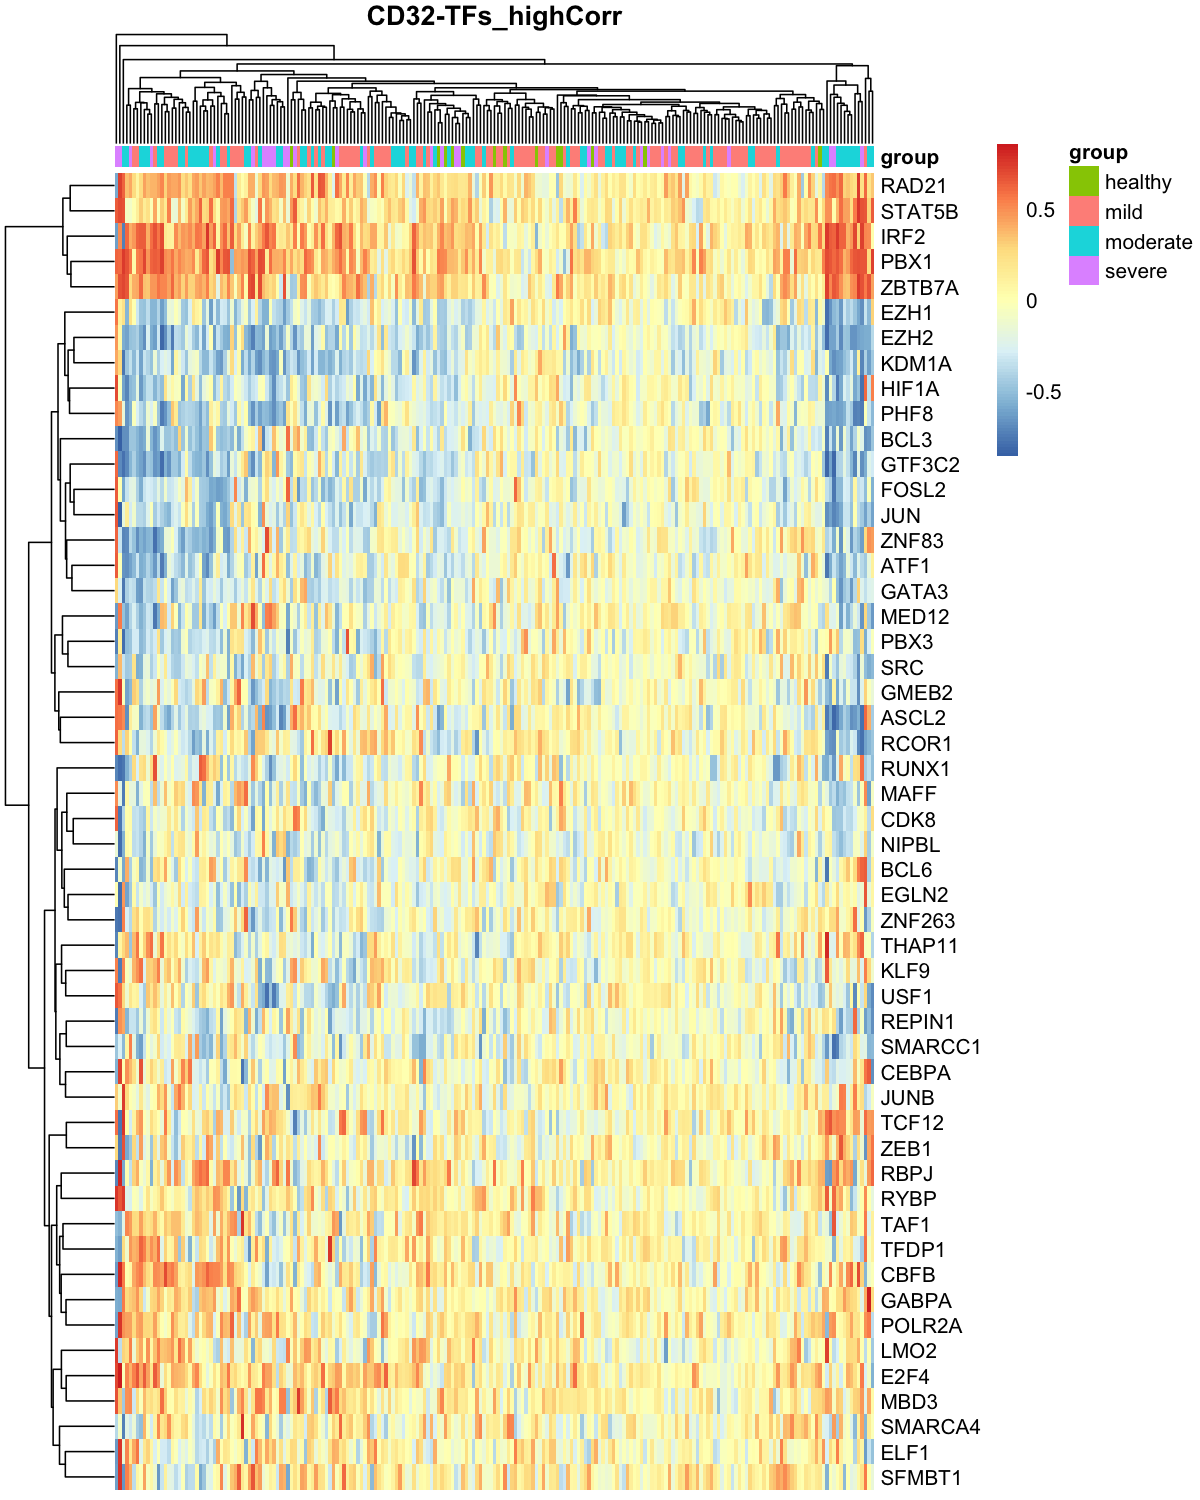 CD32-TFs_highCorr
group
RAD21
STAT5B
IRF2
PBX1
ZBTB7A
EZH1
EZH2
KDM1A
HIF1A
PHF8
BCL3
GTF3C2
FOSL2
JUN
ZNF83
ATF1
GATA3
MED12
PBX3
SRC
GMEB2
ASCL2
RCOR1
RUNX1
MAFF
CDK8
NIPBL
BCL6
EGLN2
ZNF263
THAP11
KLF9
USF1
REPIN1
SMARCC1
CEBPA
JUNB
TCF12
ZEB1
RBPJ
RYBP
TAF1
TFDP1
CBFB
GABPA
POLR2A
LMO2
E2F4
MBD3
SMARCA4
ELF1
SFMBT1
0.5
0
-0.5
group
healthy
mild
moderate
severe